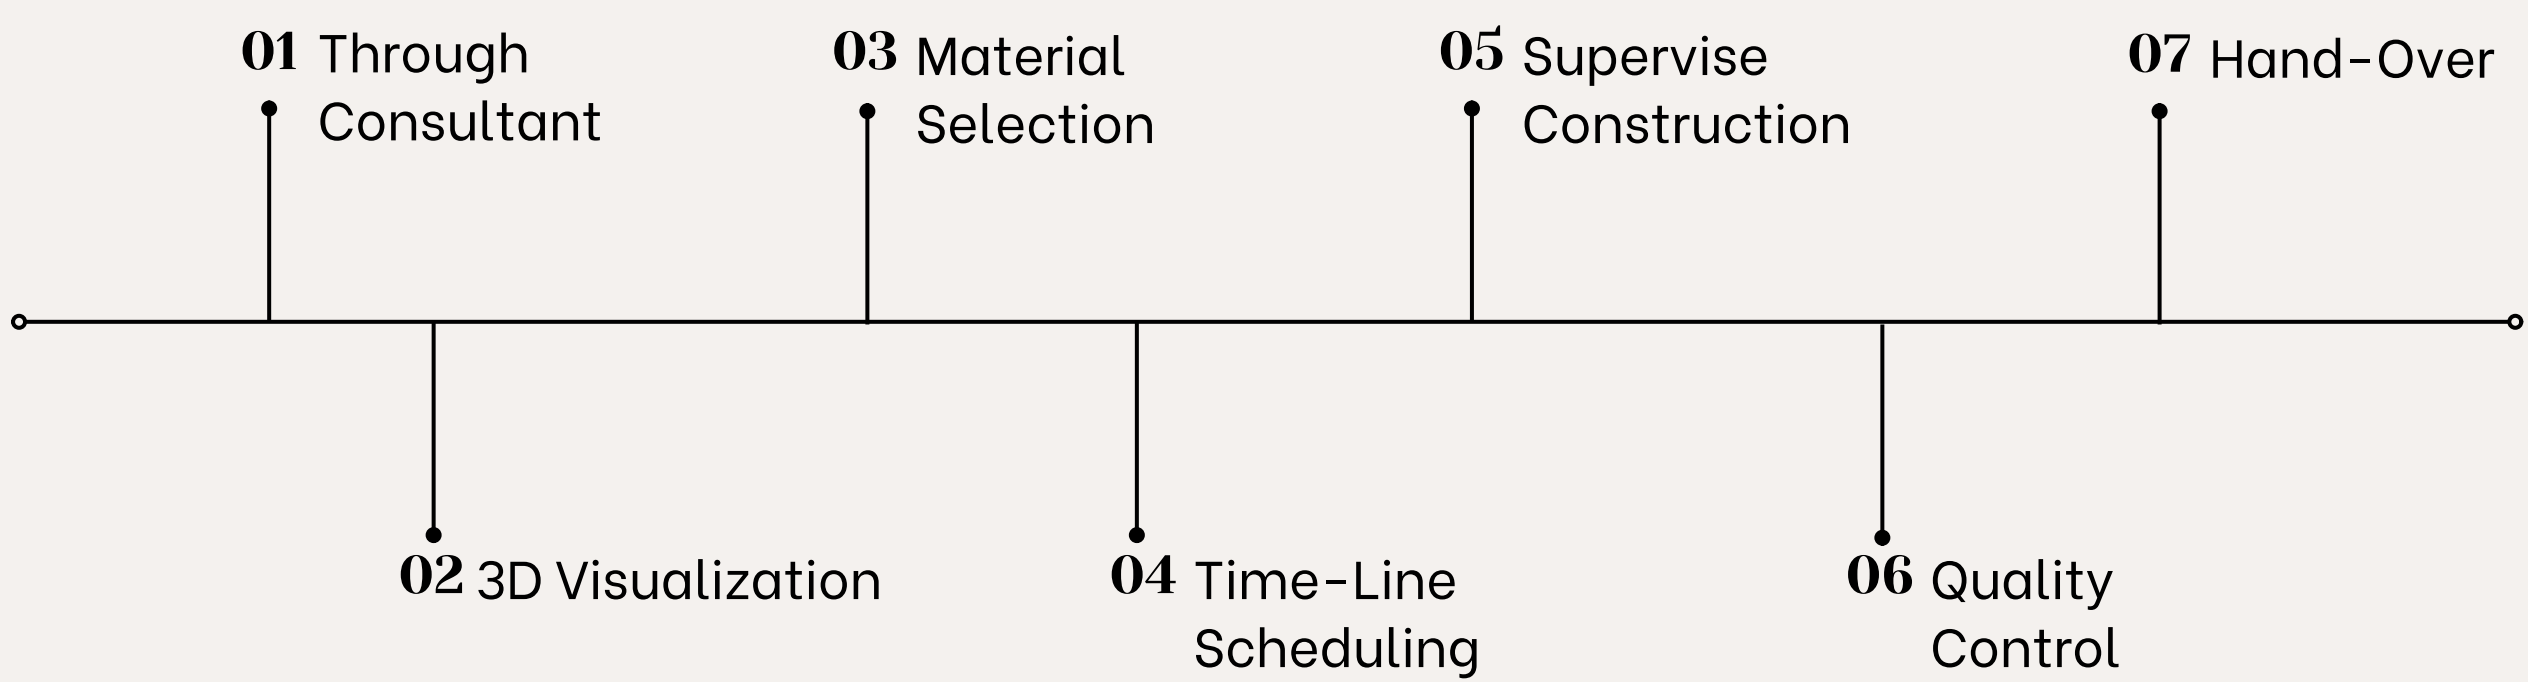 01 Through
Consultant
02 3D Visualization
03 Material
Selection
04 Time-Line
Scheduling
05 Supervise
Construction
06 Quality
Control
07 Hand-Over